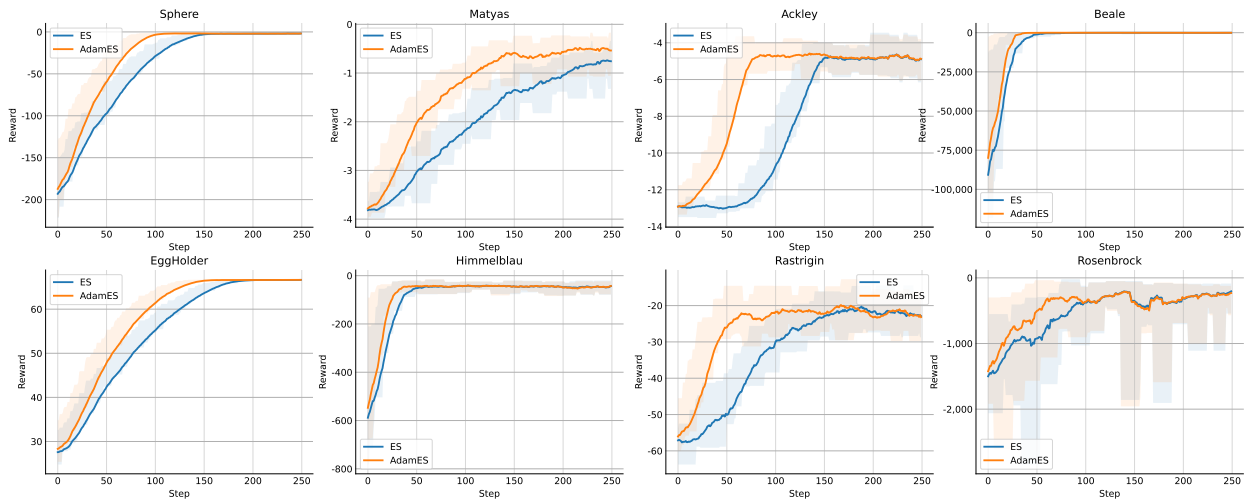 Sphere
0
-50
-100
-150
-200
Reward
ES
AdamES
0 50 100 150 200 250
Step
Matyas
0
-1
-2
-3
-4
Reward
ES
AdamES
0 50 100 150 200 250
Step
Ackley
-4
-6
-8
-10
-12
-14
Reward
ES
AdamES
0 50 100 150 200 250
Step
Beale
0
-25,000
-50,000
-75,000
-100,000
Reward
ES
AdamES
0 50 100 150 200 250
Step
EggHolder
60
50
40
30
Reward
ES
AdamES
0 50 100 150 200 250
Step
Himmelblau
0
-200
-400
-600
-800
Reward
ES
AdamES
0 50 100 150 200 250
Step
Rastrigin
-20
-30
-40
-50
-60
Reward
ES
AdamES
0 50 100 150 200 250
Step
Rosenbrock
0
-1,000
-2,000
Reward
ES
AdamES
0 50 100 150 200 250
Step